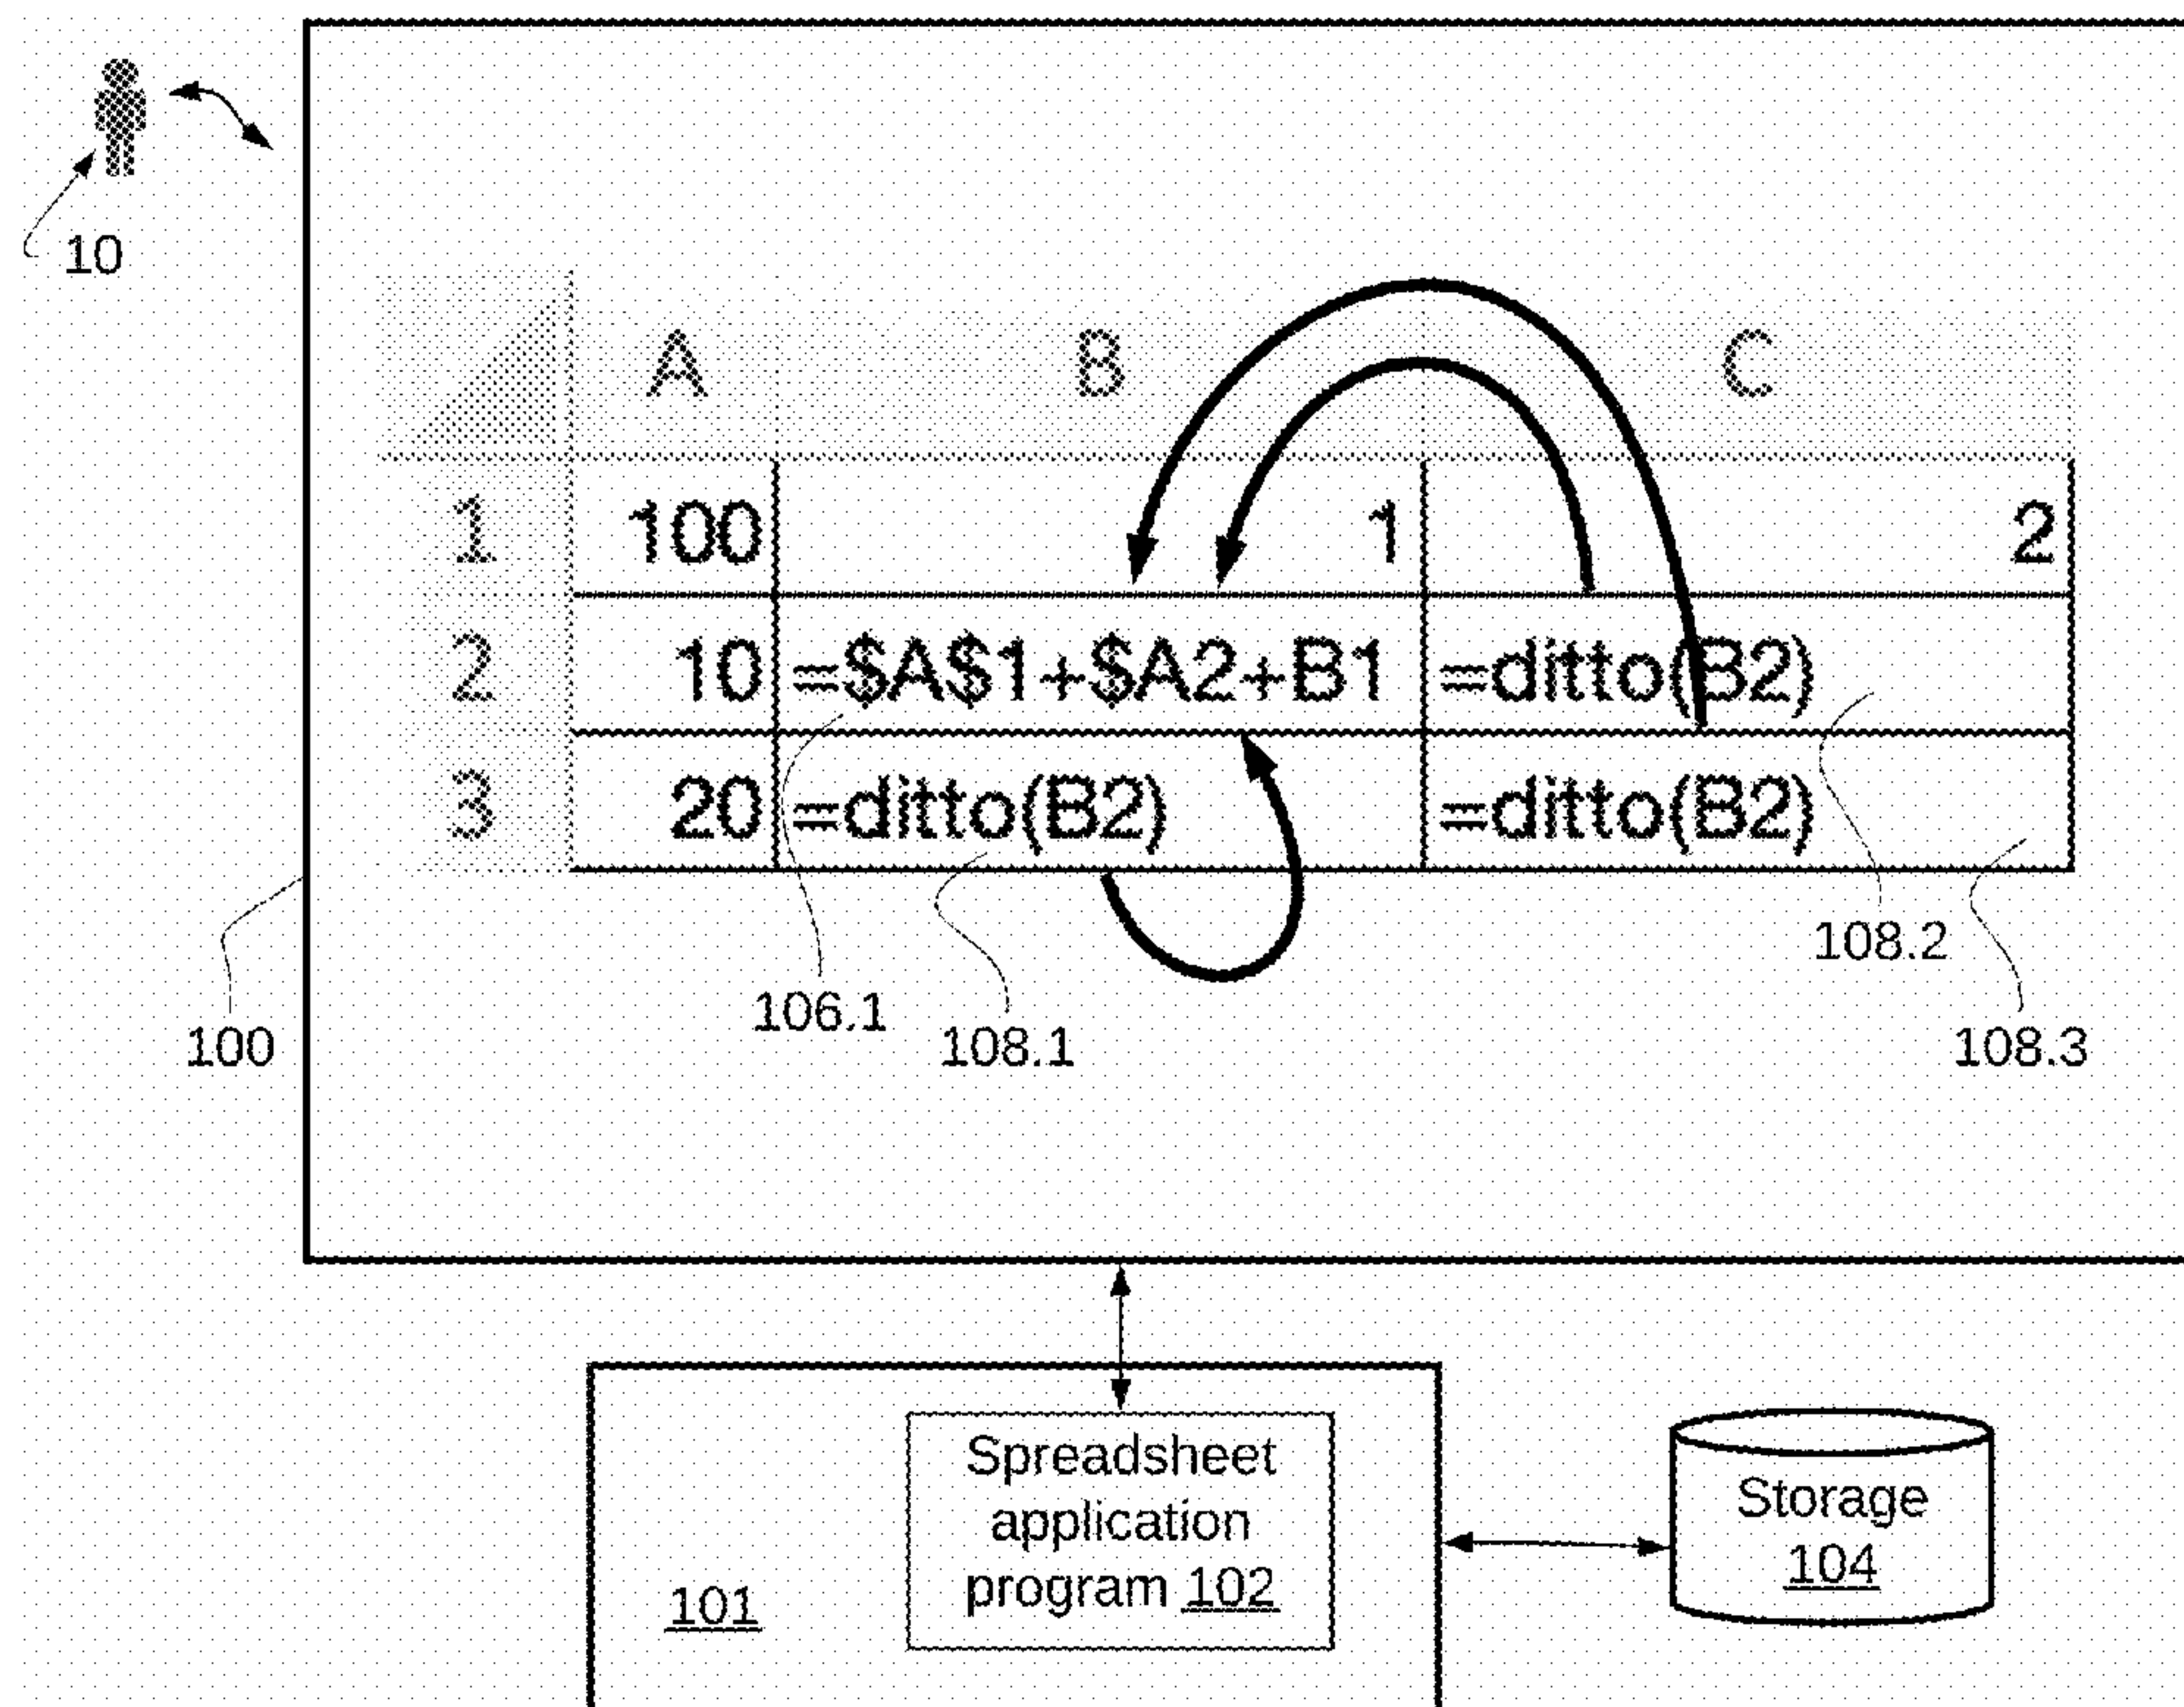 10
A B C
1 100 1 2
2 10 =$A$1+$A2+B1 =ditto(B2)
3 20 =ditto(B2) =ditto(B2)
108.2
106.1
100 108.1 108.3
Spreadsheet
application
program 102
101
Storage
104